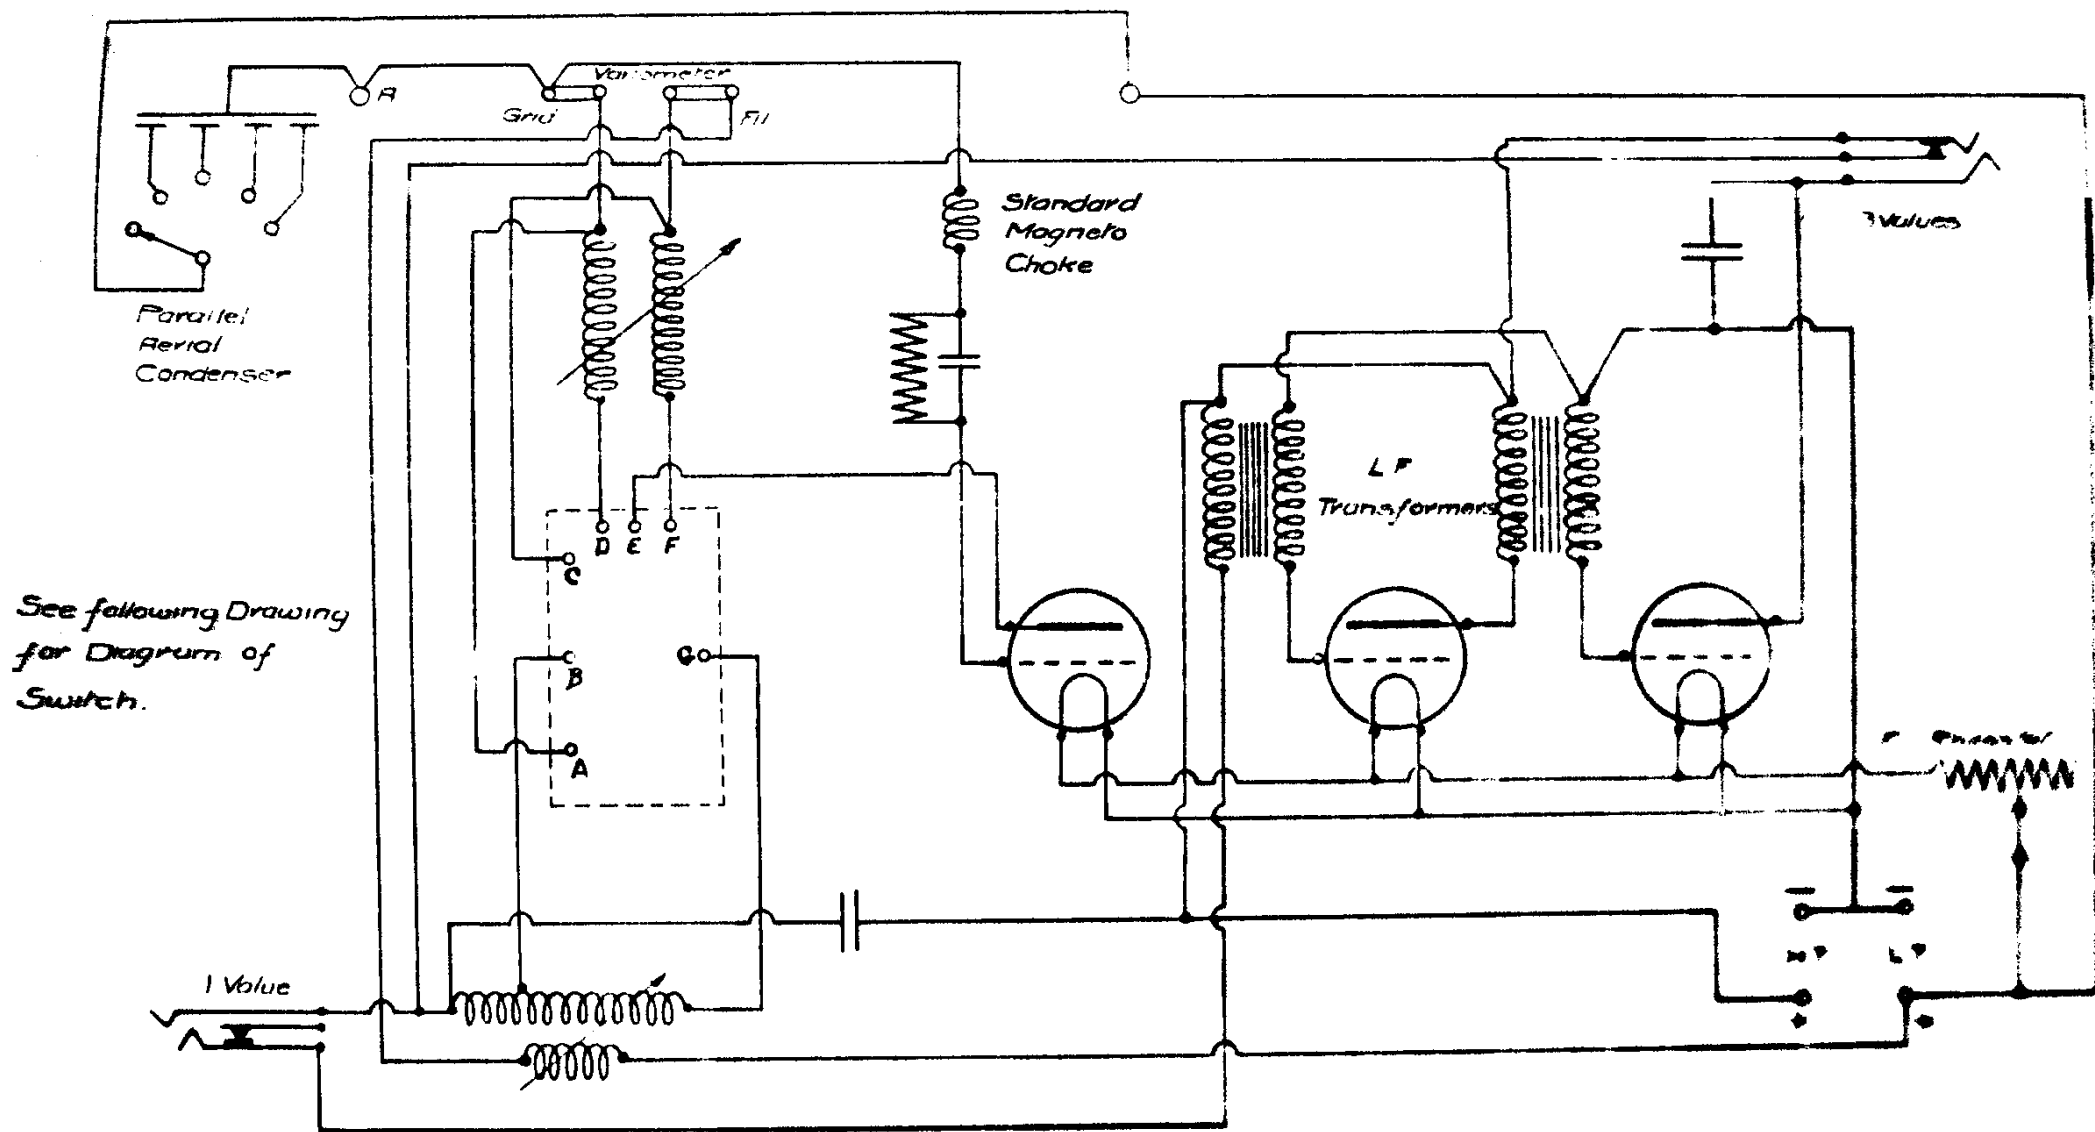 Variometer
A
Grid
Fil
Standard
Magneto
Choke
3 Valves
Parallel
Aerial
Condenser
L F
Transformers
D E F
C
See following Drawing
for Diagram of
Switch.
B
G
A
- -
L P
1 Valve
+ +